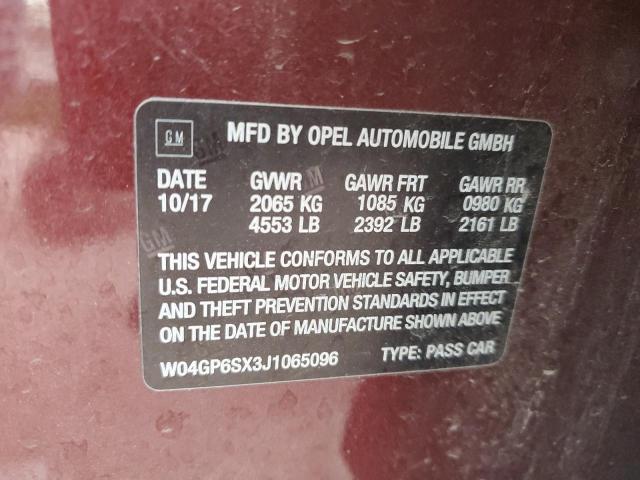 GM MFD BY OPEL AUTOMOBILE GMBH
DATE GVWR GAWR FRT GAWR RR
10/17 2065 KG 1085 KG 0980 KG
4553 LB 2392 LB 2161 LB
THIS VEHICLE CONFORMS TO ALL APPLICABLE
U.S. FEDERAL MOTOR VEHICLE SAFETY, BUMPER
AND THEFT PREVENTION STANDARDS IN EFFECT
ON THE DATE OF MANUFACTURE SHOWN ABOVE
W04GP6SX3J1065096 TYPE: PASS CAR